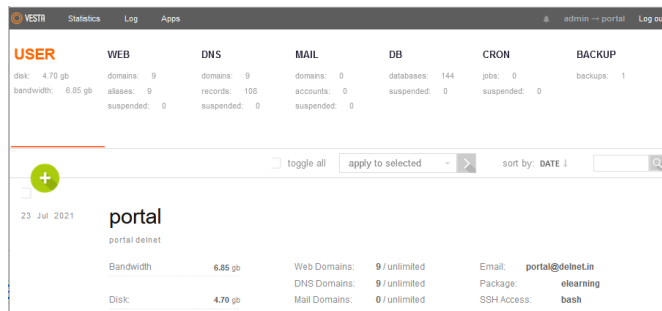 VESTA Statistics Log Apps admin → portal Log ou
USER WEB DNS MAIL DB CRON BACKUP
disk: 4.70 gb domains: 9 domains: 9 domains: 0 databases: 144 jobs: 0 backups: 1
bandwidth: 6.85 gb aliases: 9 records: 108 accounts: 0 suspended: 0 suspended: 0
suspended: 0 suspended: 0 suspended: 0
toggle all apply to selected sort by: DATE ↓
+
23 Jul 2021 portal
portal delnet
Bandwidth 6.85 gb Web Domains: 9 / unlimited Email: portal@delnet.in
DNS Domains: 9 / unlimited Package: elearning
Disk: 4.70 gb Mail Domains: 0 / unlimited SSH Access: bash